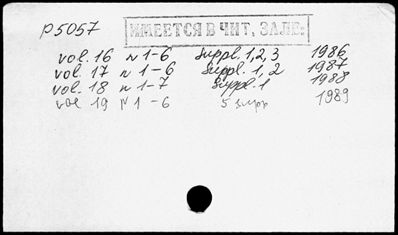 P5057
ИМЕЕТСЯ В ЧИТ. ЗАЛЕ.
vol. 16 N 1-6 Suppl. 1,2,3 1986
vol. 17 N 1-6 Suppl. 1, 2 1987
vol. 18 N 1-7 Suppl. 1 1988
vol 19 N 1-6 5 supp 1989